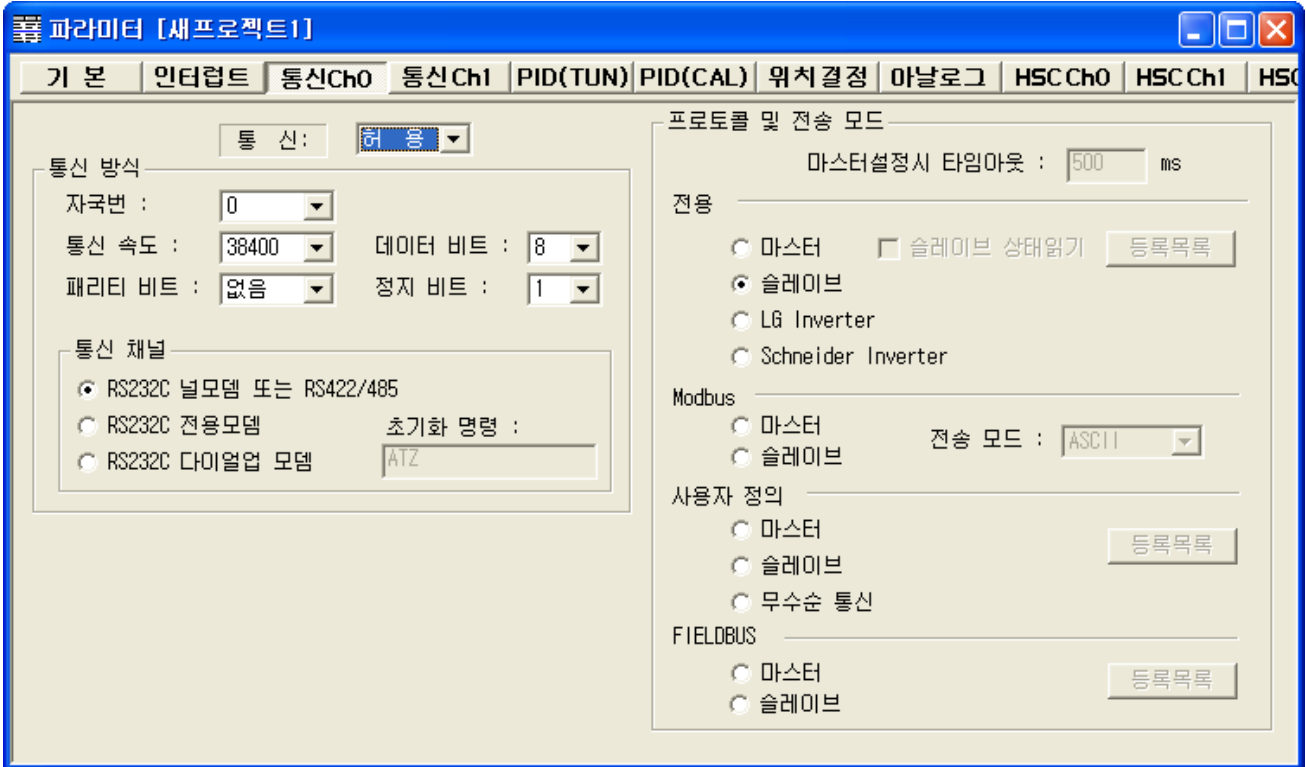 파라미터 [새프로젝트1]
기 본 인터럽트 통신Ch0 통신Ch1 PID(TUN) PID(CAL) 위치결정 아날로그 HSC Ch0 HSC Ch1 HSC
통 신: 허 용
통신 방식
자국번 : 0
통신 속도 : 38400 데이터 비트 : 8
패리티 비트 : 없음 정지 비트 : 1
통신 채널
RS232C 널모뎀 또는 RS422/485
RS232C 전용모뎀 초기화 명령 :
RS232C 다이얼업 모뎀 ATZ
프로토콜 및 전송 모드
마스터설정시 타임아웃 : 500 ms
전용
마스터 슬레이브 상태읽기 등록목록
슬레이브
LG Inverter
Schneider Inverter
Modbus
마스터
슬레이브 전송 모드 : ASCII
사용자 정의
마스터
슬레이브 등록목록
무수순 통신
FIELDBUS
마스터
슬레이브 등록목록